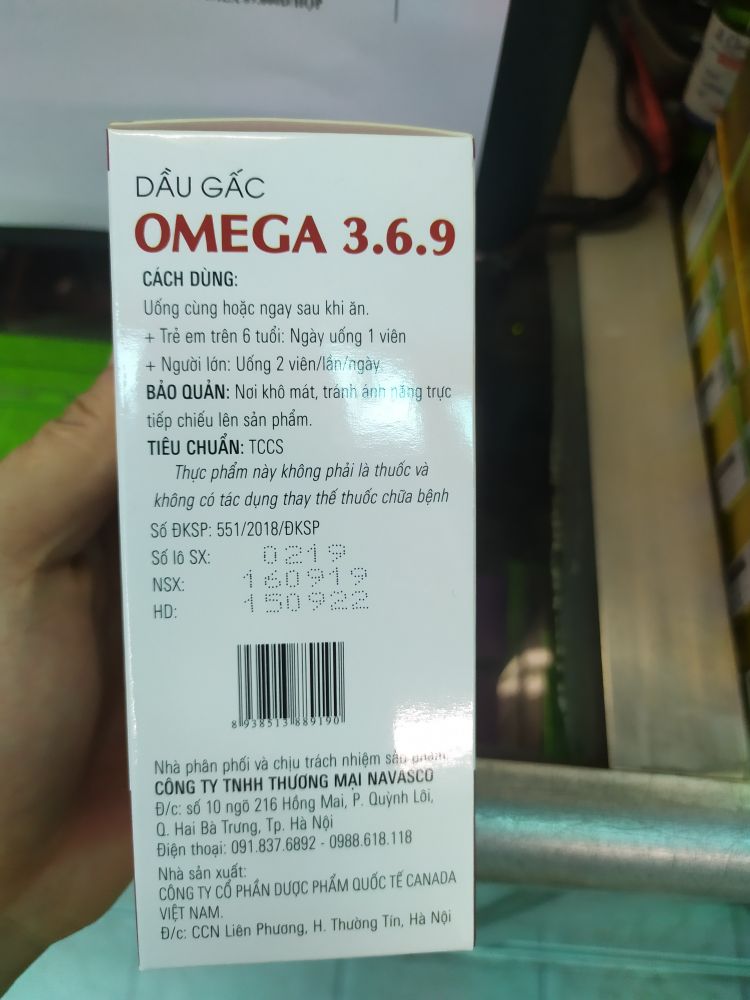 DẦU GẤC
OMEGA 3.6.9
CÁCH DÙNG:
Uống cùng hoặc ngay sau khi ăn.
+ Trẻ em trên 6 tuổi: Ngày uống 1 viên
+ Người lớn: Uống 2 viên/lần/ngày
BẢO QUẢN: Nơi khô mát, tránh ánh nắng trực
tiếp chiếu lên sản phẩm.
TIÊU CHUẨN: TCCS
Thực phẩm này không phải là thuốc và
không có tác dụng thay thế thuốc chữa bệnh
Số ĐKSP: 551/2018/ĐKSP
Số lô SX: 0219
NSX: 160919
HD: 150922
8 938513 889190
Nhà phân phối và chịu trách nhiệm sản phẩm:
CÔNG TY TNHH THƯƠNG MẠI NAVASCO
Đ/c: số 10 ngõ 216 Hồng Mai, P. Quỳnh Lôi,
Q. Hai Bà Trưng, Tp. Hà Nội
Điện thoại: 091.837.6892 - 0988.618.118
Nhà sản xuất:
CÔNG TY CỔ PHẦN DƯỢC PHẨM QUỐC TẾ CANADA
VIỆT NAM.
Đ/c: CCN Liên Phương, H. Thường Tín, Hà Nội